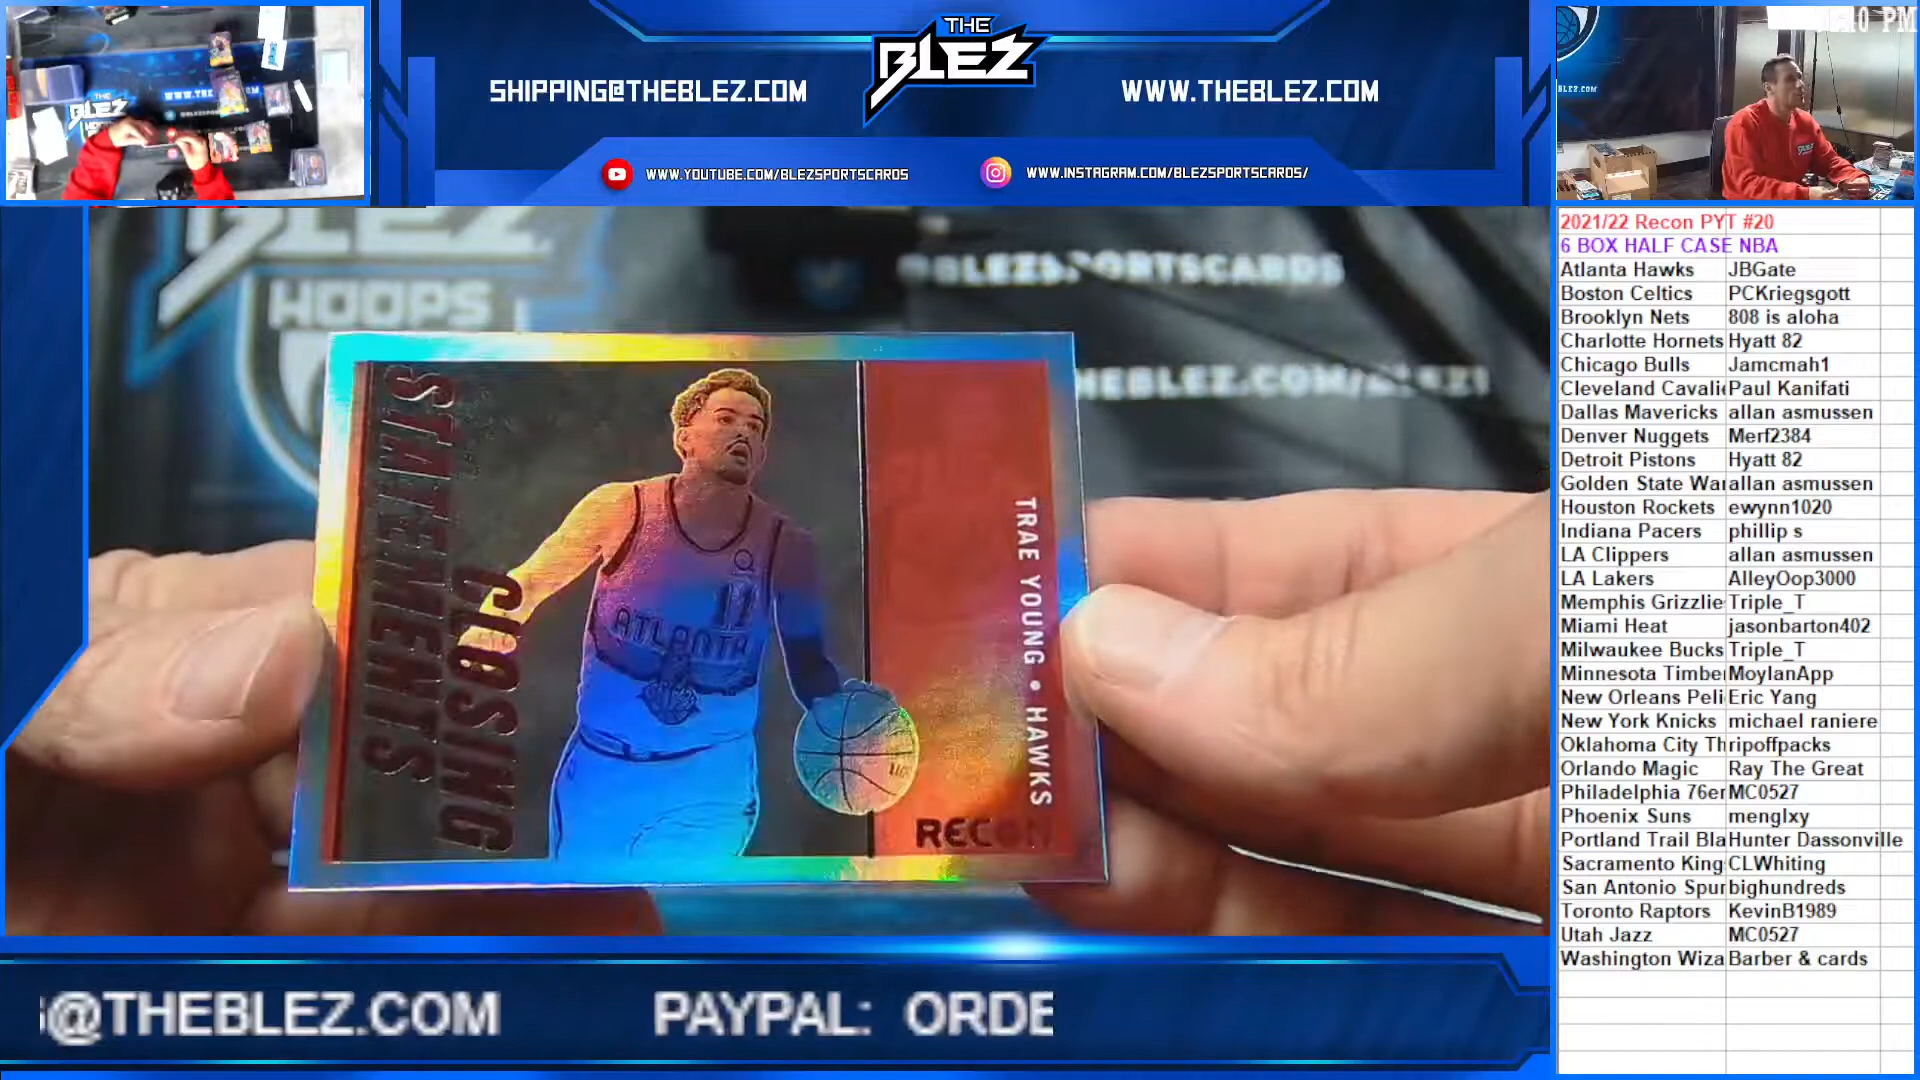 THE
BLEZ
SHIPPING@THEBLEZ.COM
WWW.THEBLEZ.COM
WWW.YOUTUBE.COM/BLEZSPORTSCARDS
WWW.INSTAGRAM.COM/BLEZSPORTSCARDS/
2021/22 Recon PYT #20
6 BOX HALF CASE NBA
Atlanta Hawks JBGate
Boston Celtics PCKriegsgott
Brooklyn Nets 808 is aloha
Charlotte Hornets Hyatt 82
Chicago Bulls Jamcmah1
Cleveland Cavali Paul Kanifati
Dallas Mavericks allan asmussen
Denver Nuggets Merf2384
Detroit Pistons Hyatt 82
Golden State Wa allan asmussen
Houston Rockets ewynn1020
Indiana Pacers phillip s
LA Clippers allan asmussen
LA Lakers AlleyOop3000
Memphis Grizzlie Triple_T
Miami Heat jasonbarton402
Milwaukee Bucks Triple_T
Minnesota Timbe MoylanApp
New Orleans Peli Eric Yang
New York Knicks michael raniere
Oklahoma City Th ripoffpacks
Orlando Magic Ray The Great
Philadelphia 76er MC0527
Phoenix Suns menglxy
Portland Trail Bla Hunter Dassonville
Sacramento King CLWhiting
San Antonio Spur bighundreds
Toronto Raptors KevinB1989
Utah Jazz MC0527
Washington Wiza Barber & cards
BLEZ
HOOPS
@BLEZSPORTSCARDS
STATEMENTS
CLOSING
11
ATLANTA
TRAE YOUNG • HAWKS
RECON
@THEBLEZ.COM PAYPAL: ORDE